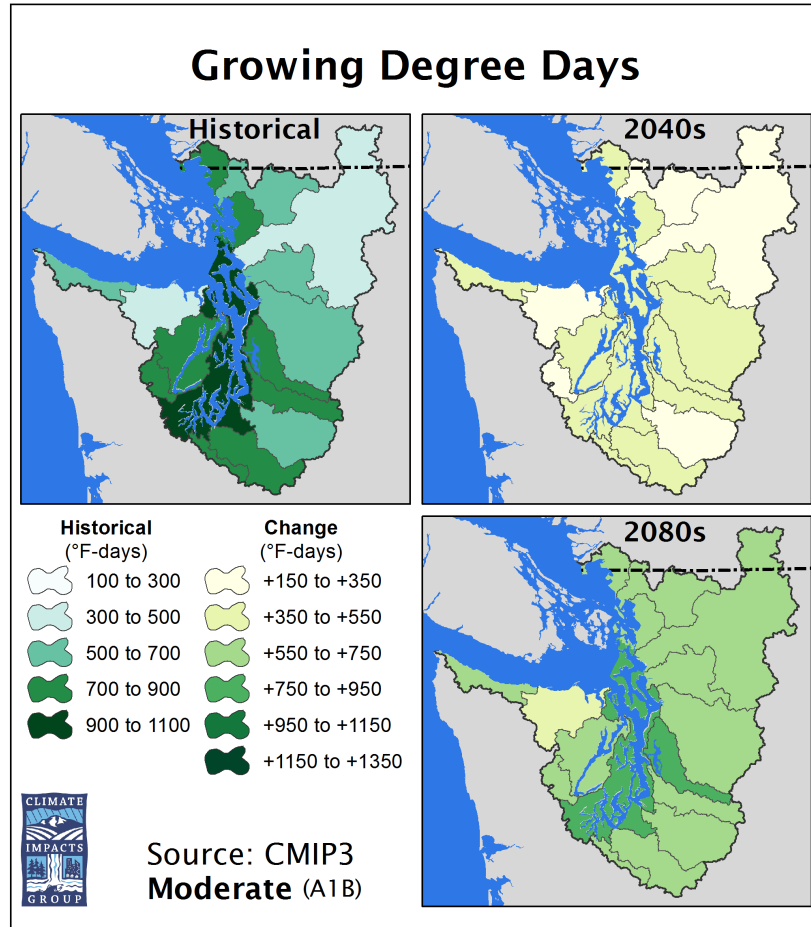 Growing Degree Days
Historical
2040s
Historical
(°F-days)
100 to 300
300 to 500
500 to 700
700 to 900
900 to 1100
Change
(°F-days)
+150 to +350
+350 to +550
+550 to +750
+750 to +950
+950 to +1150
+1150 to +1350
2080s
CLIMATE
IMPACTS
GROUP
Source: CMIP3
Moderate (A1B)